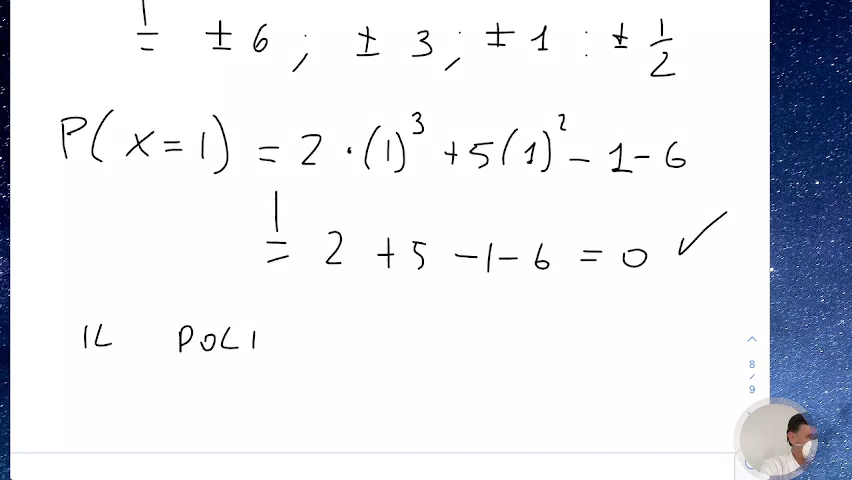 ± 6 ; ± 3 ; ± 1 : ± 1/2
P( x = 1 ) = 2 · (1)³ + 5(1)² - 1 - 6
= 2 + 5 - 1 - 6 = 0 ✓
IL POLI
8
/
9